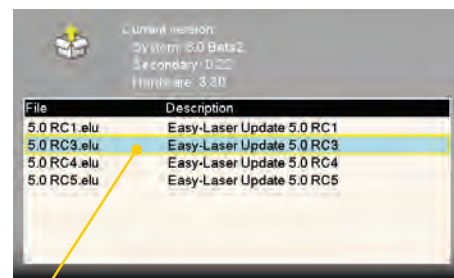 Current version:
System: 5.0 Beta2
Secondary: 0.22
Hardware: 3.20
File Description
5.0 RC1.elu Easy-Laser Update 5.0 RC1
5.0 RC3.elu Easy-Laser Update 5.0 RC3
5.0 RC4.elu Easy-Laser Update 5.0 RC4
5.0 RC5.elu Easy-Laser Update 5.0 RC5